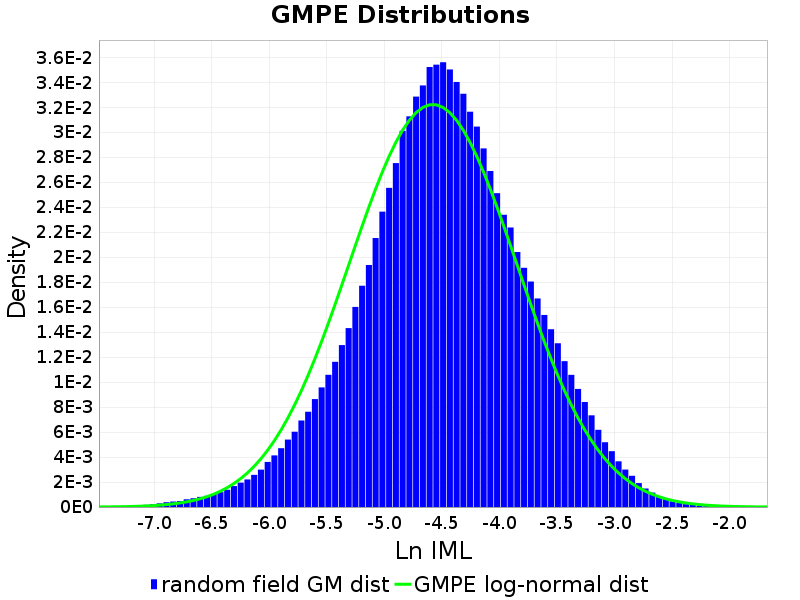 GMPE Distributions
Density
3.6E-2
3.4E-2
3.2E-2
3E-2
2.8E-2
2.6E-2
2.4E-2
2.2E-2
2E-2
1.8E-2
1.6E-2
1.4E-2
1.2E-2
1E-2
8E-3
6E-3
4E-3
2E-3
0E0
-7.0 -6.5 -6.0 -5.5 -5.0 -4.5 -4.0 -3.5 -3.0 -2.5 -2.0
Ln IML
random field GM dist GMPE log-normal dist